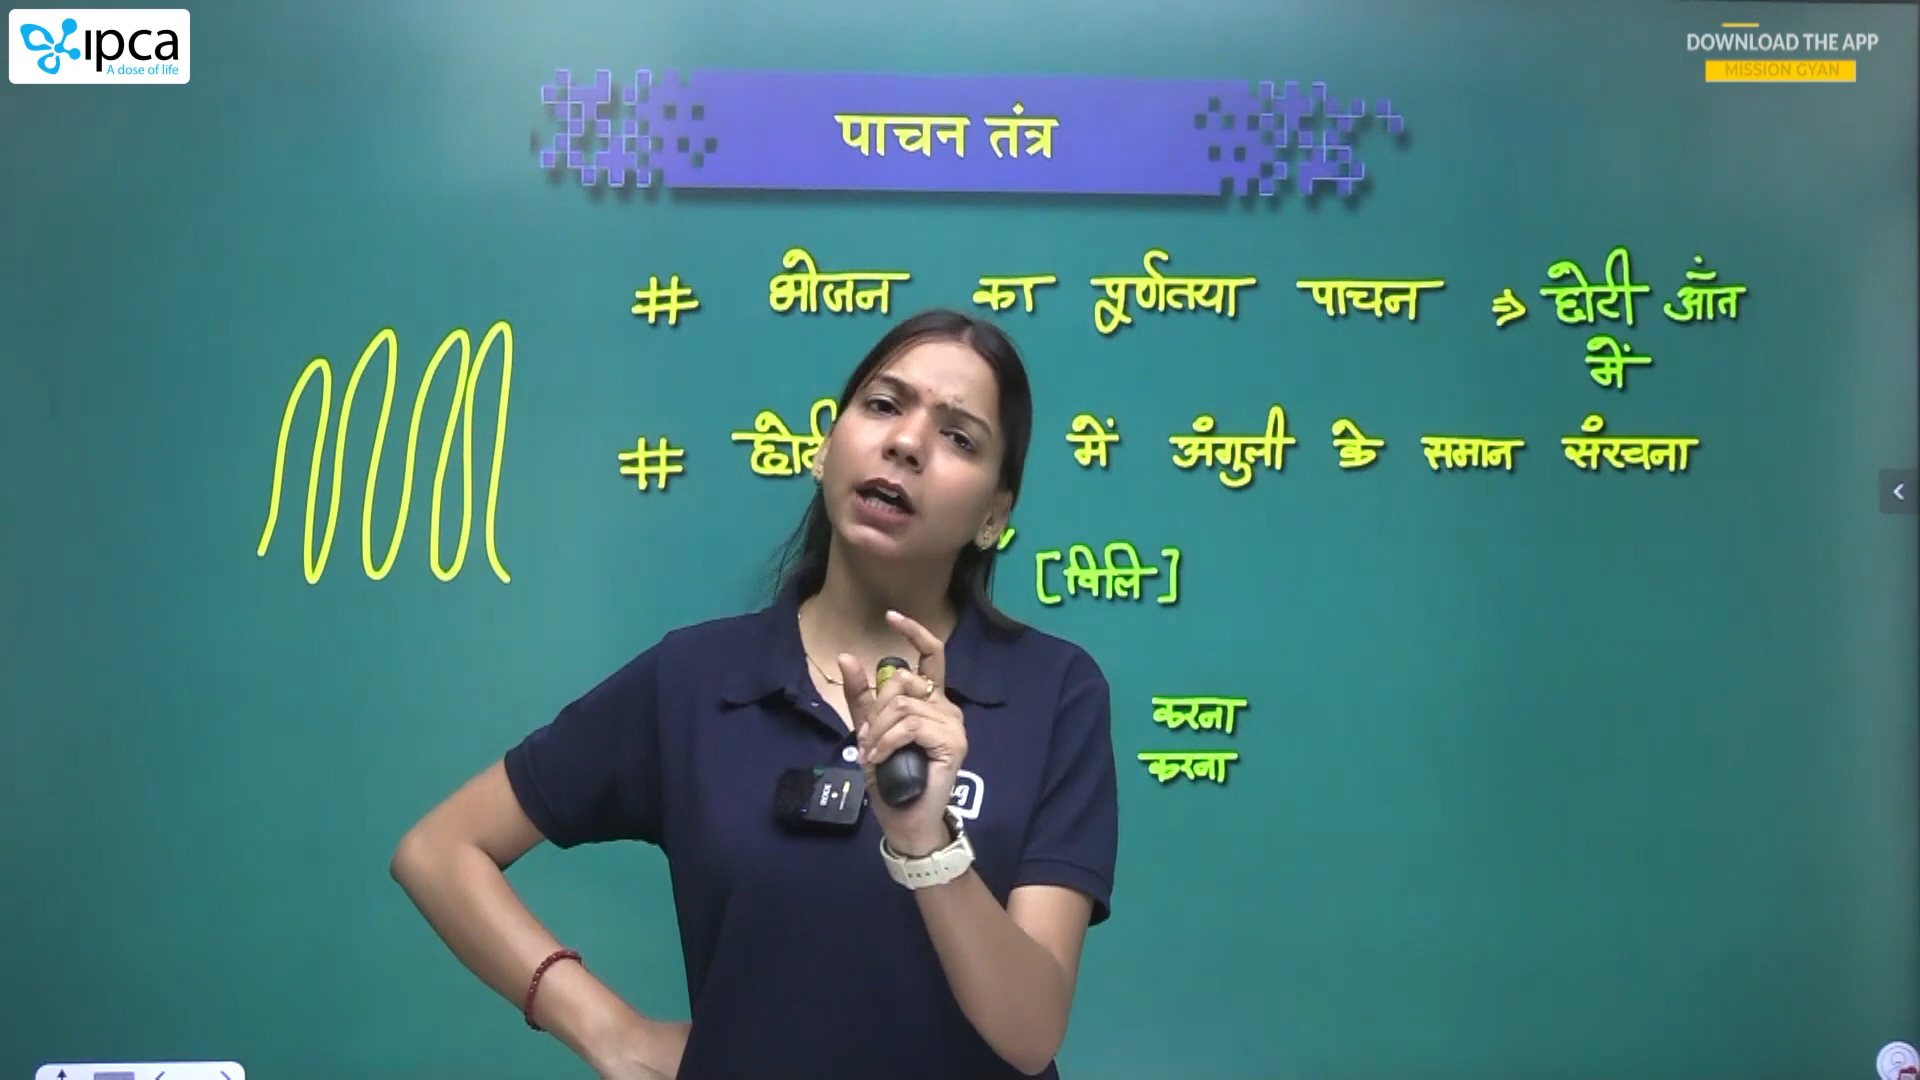 ipca
A dose of life
DOWNLOAD THE APP
MISSION GYAN
पाचन तंत्र
# भोजन का पूर्णतया पाचन ⇒ छोटी आँत
में
# छोटी में अंगुली के समान संरचना
[विलि]
करना
करना